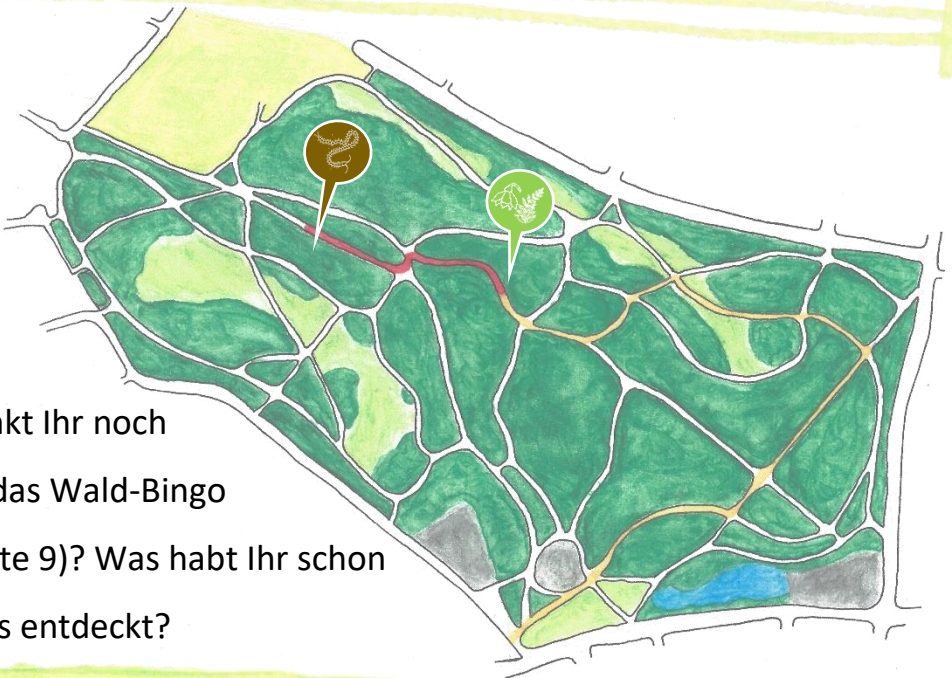 kt Ihr noch
das Wald-Bingo
te 9)? Was habt Ihr schon
s entdeckt?